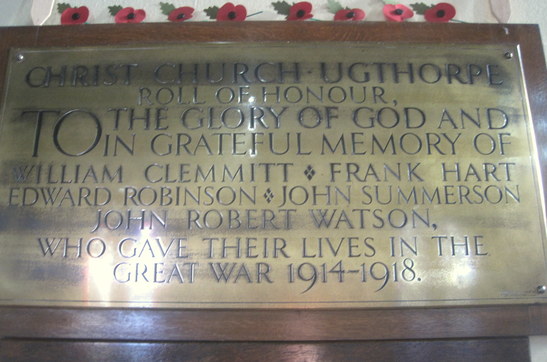 CHRIST CHURCH · UGTHORPE
ROLL OF HONOUR,
TO THE GLORY OF GOD AND
IN GRATEFUL MEMORY OF
WILLIAM CLEMMITT ❖ FRANK HART
EDWARD ROBINSON ❖ JOHN SUMMERSON
JOHN ROBERT WATSON,
WHO GAVE THEIR LIVES IN THE
GREAT WAR 1914–1918.